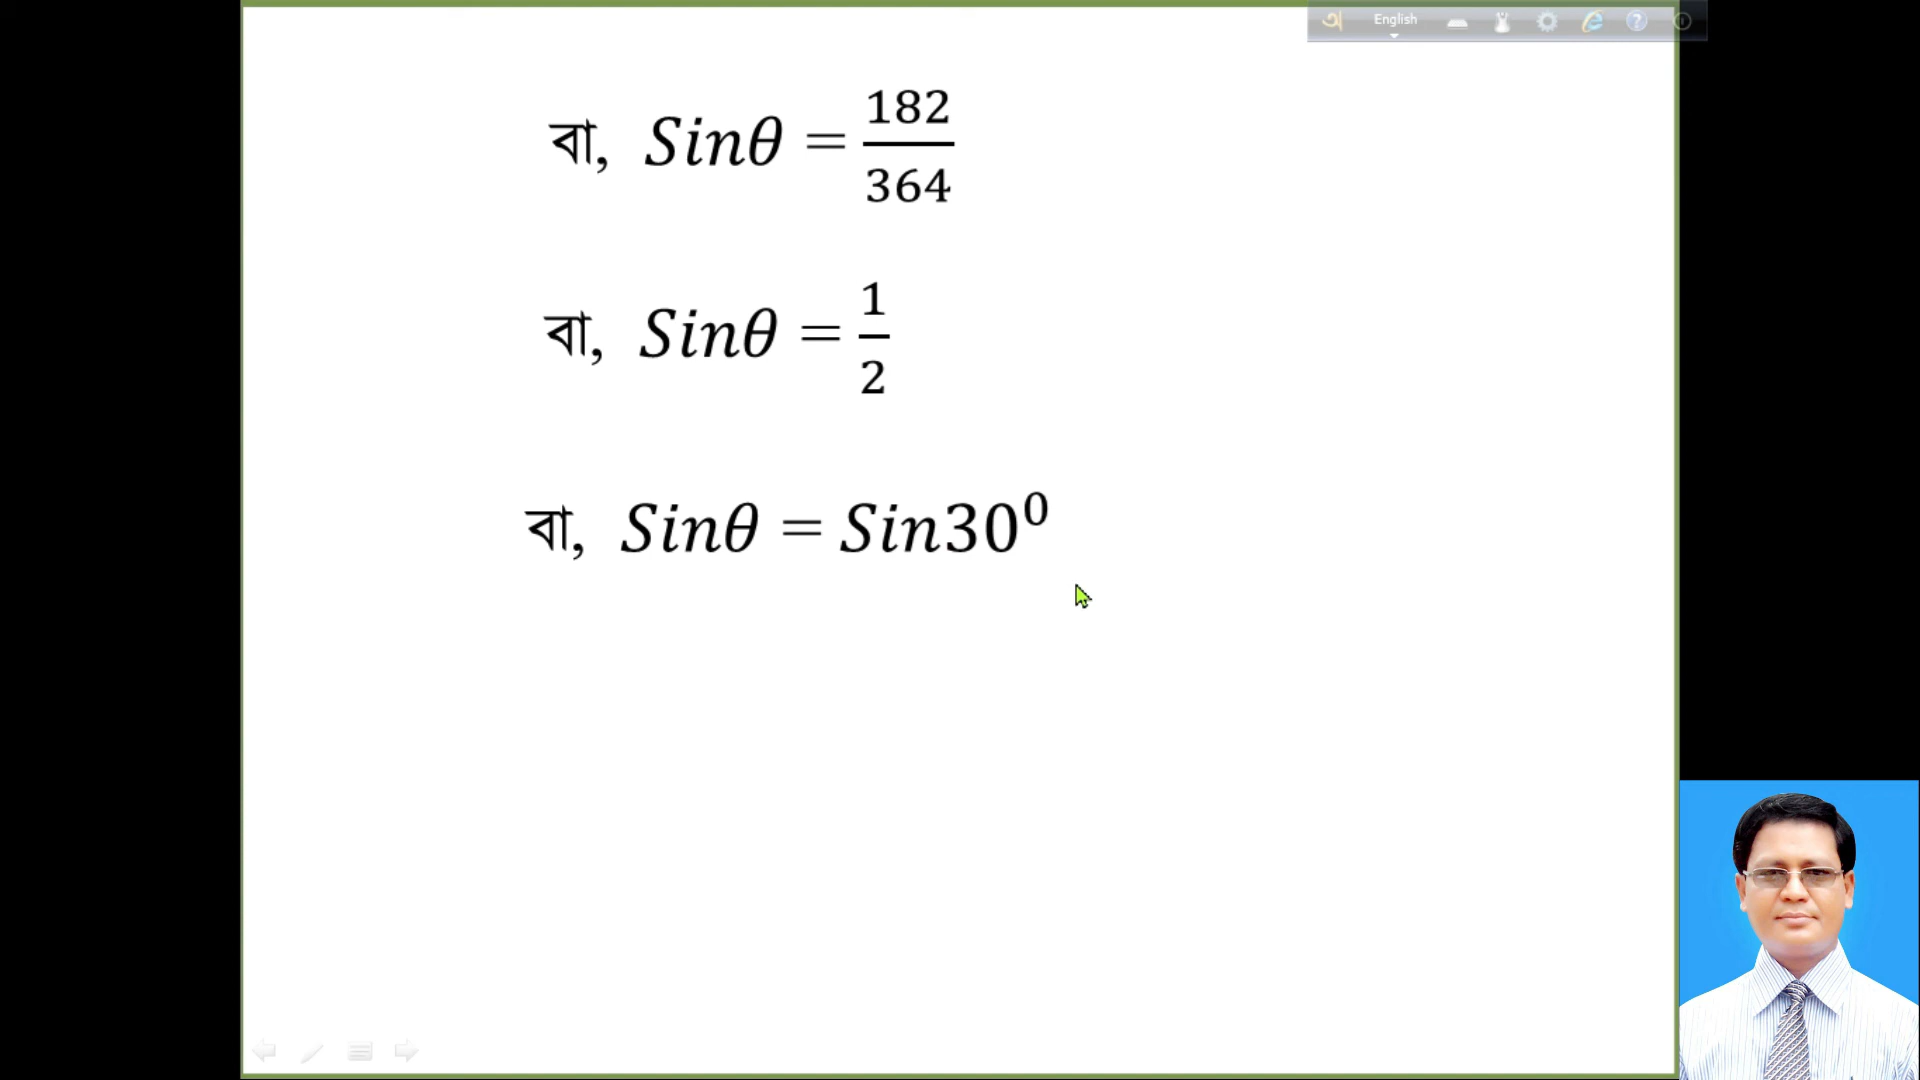 English
বা, Sinθ = 182/364
বা, Sinθ = 1/2
বা, Sinθ = Sin30⁰